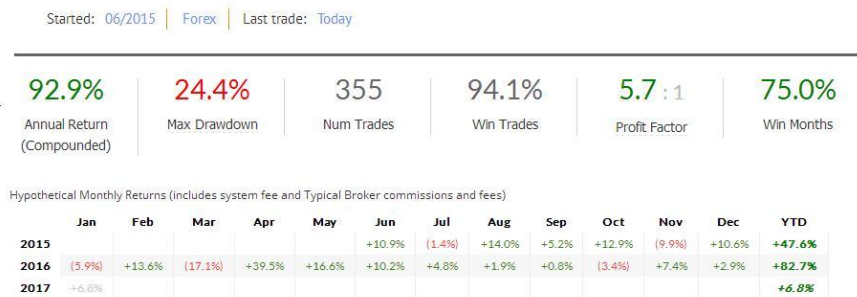 Started: 06/2015 Forex Last trade: Today
92.9% 24.4% 355 94.1% 5.7 : 1 75.0%
Annual Return Max Drawdown Num Trades Win Trades Profit Factor Win Months
(Compounded)
Hypothetical Monthly Returns (includes system fee and Typical Broker commissions and fees)
Jan Feb Mar Apr May Jun Jul Aug Sep Oct Nov Dec YTD
2015 +10.9% (1.4%) +14.0% +5.2% +12.9% (9.9%) +10.6% +47.6%
2016 (5.9%) +13.6% (17.1%) +39.5% +16.6% +10.2% +4.8% +1.9% +0.8% (3.4%) +7.4% +2.9% +82.7%
2017 +6.8% +6.8%